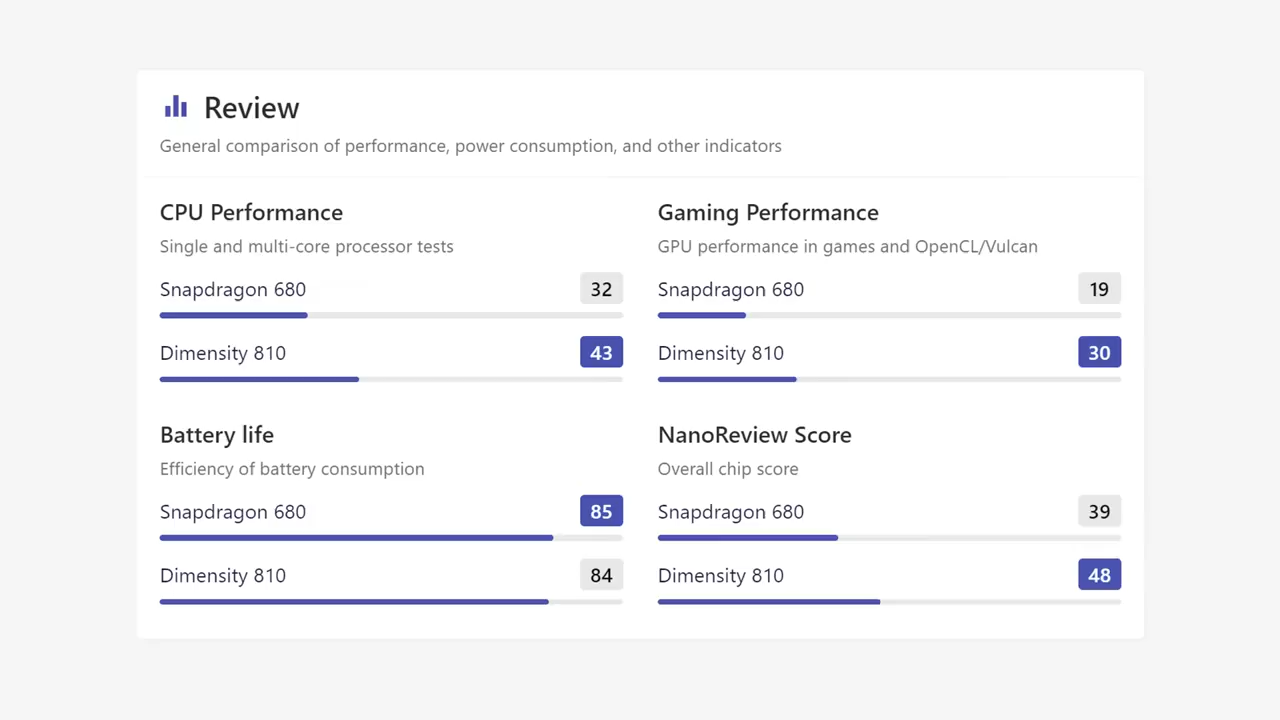 Review
General comparison of performance, power consumption, and other indicators
CPU Performance
Single and multi-core processor tests
Snapdragon 680 32
Dimensity 810 43
Gaming Performance
GPU performance in games and OpenCL/Vulcan
Snapdragon 680 19
Dimensity 810 30
Battery life
Efficiency of battery consumption
Snapdragon 680 85
Dimensity 810 84
NanoReview Score
Overall chip score
Snapdragon 680 39
Dimensity 810 48